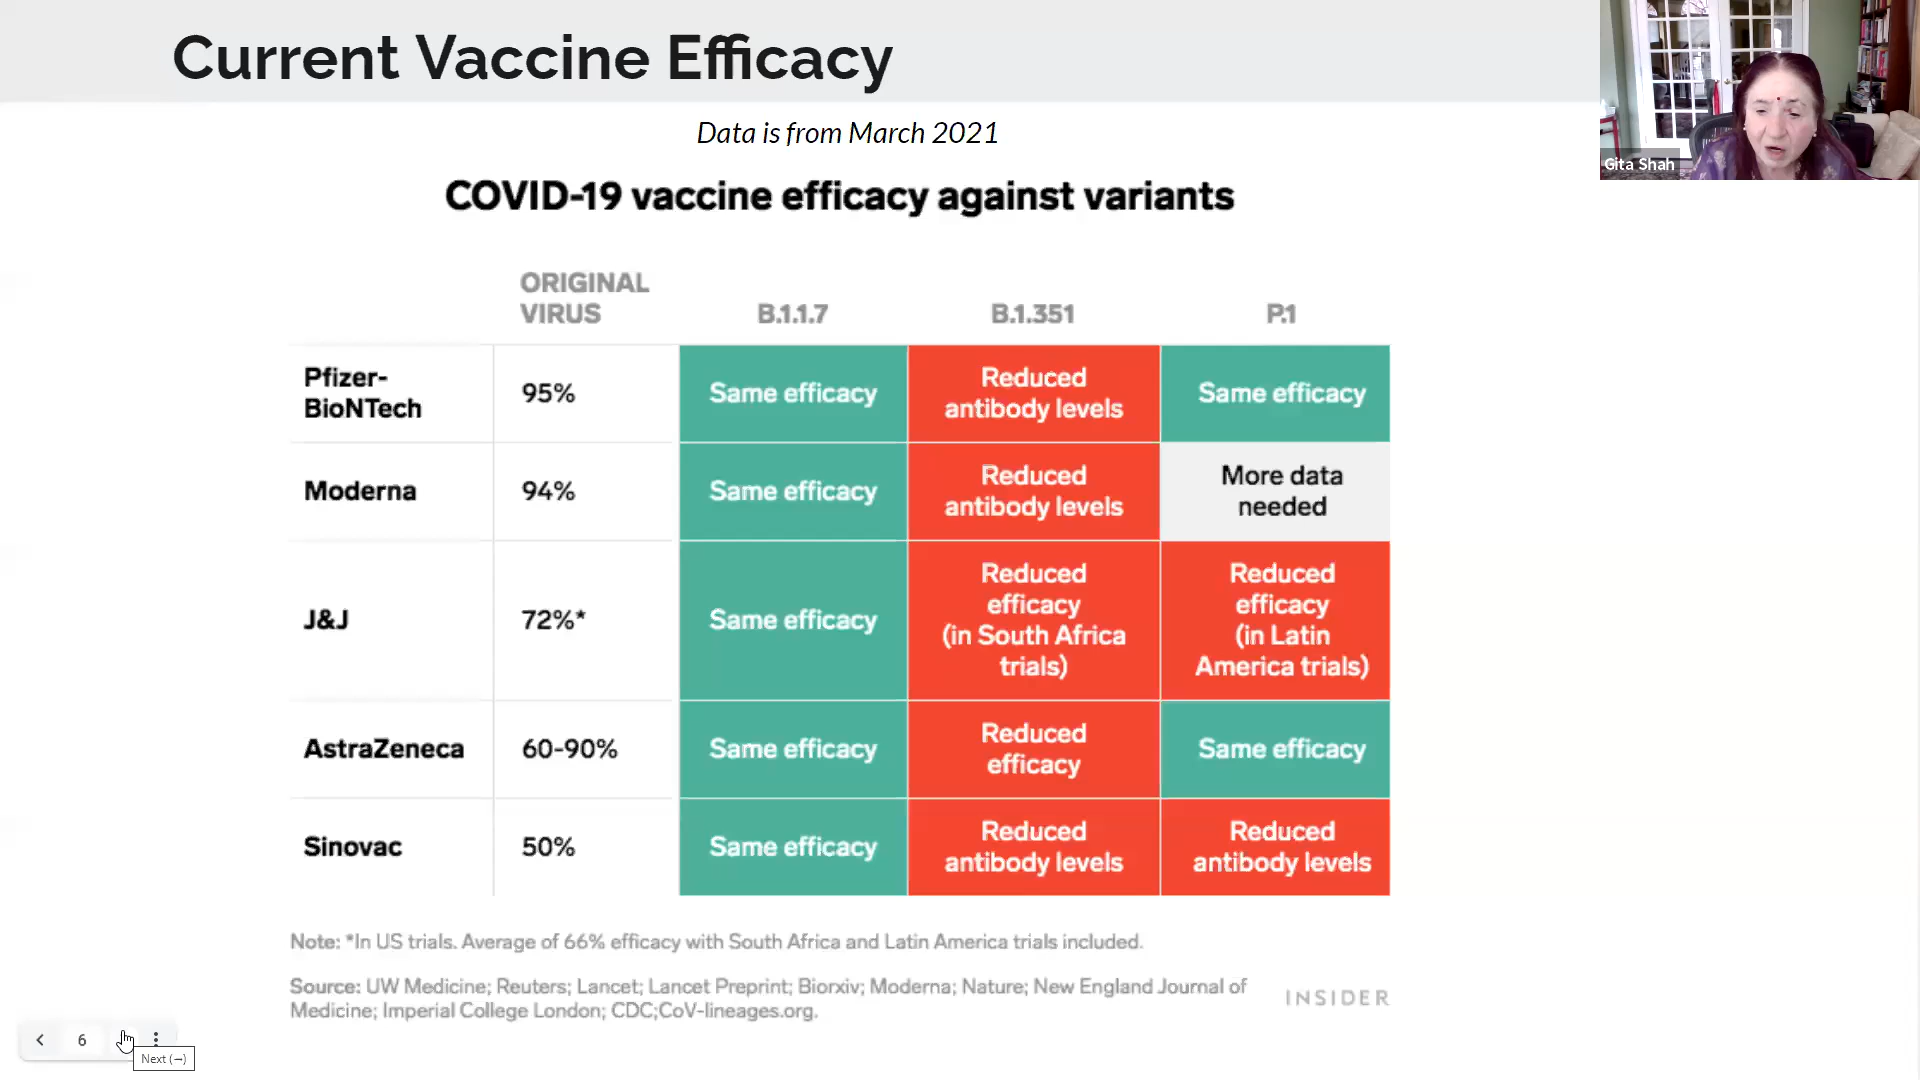 Current Vaccine Efficacy
Gita Shah
Data is from March 2021
COVID-19 vaccine efficacy against variants
ORIGINAL
VIRUS
B.1.1.7
B.1.351
P.1
Pfizer-
BioNTech
95%
Same efficacy
Reduced
antibody levels
Same efficacy
Moderna
94%
Same efficacy
Reduced
antibody levels
More data
needed
J&J
72%*
Same efficacy
Reduced
efficacy
(in South Africa
trials)
Reduced
efficacy
(in Latin
America trials)
AstraZeneca
60-90%
Same efficacy
Reduced
efficacy
Same efficacy
Sinovac
50%
Same efficacy
Reduced
antibody levels
Reduced
antibody levels
Note: *In US trials. Average of 66% efficacy with South Africa and Latin America trials included.
Source: UW Medicine; Reuters; Lancet; Lancet Preprint; Biorxiv; Moderna; Nature; New England Journal of
Medicine; Imperial College London; CDC;CoV-lineages.org.
INSIDER
6
Next (→)